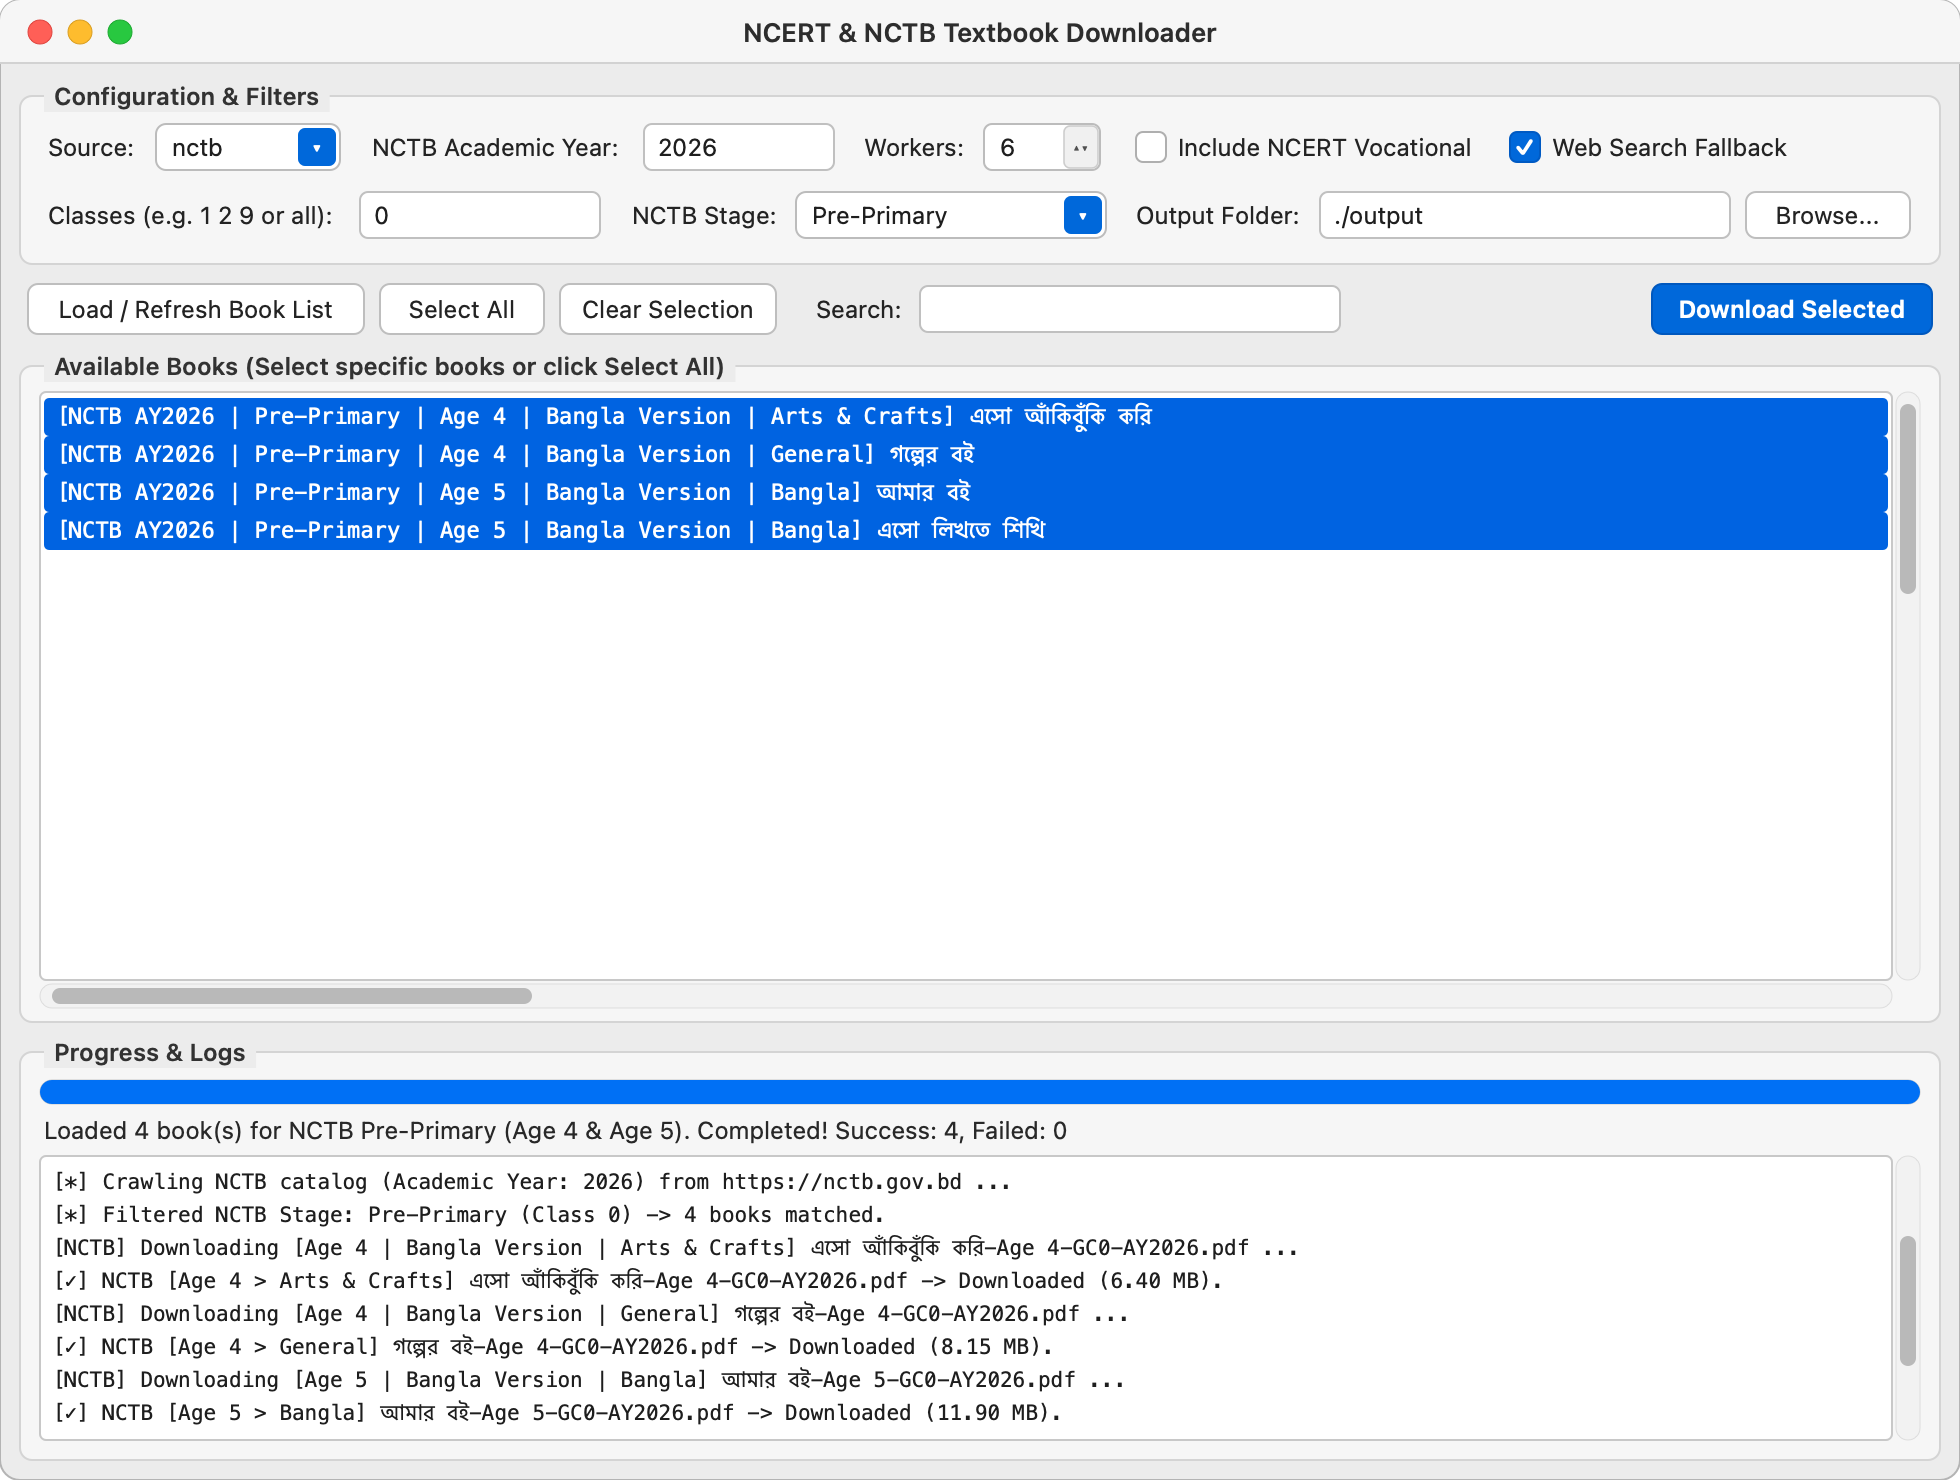 NCERT & NCTB Textbook Downloader
Configuration & Filters
Source: nctb NCTB Academic Year: 2026 Workers: 6 Include NCERT Vocational Web Search Fallback
Classes (e.g. 1 2 9 or all): 0 NCTB Stage: Pre-Primary Output Folder: ./output Browse...
Load / Refresh Book List Select All Clear Selection Search: Download Selected
Available Books (Select specific books or click Select All)
[NCTB AY2026 | Pre-Primary | Age 4 | Bangla Version | Arts & Crafts] এসো আঁকিবুঁকি করি
[NCTB AY2026 | Pre-Primary | Age 4 | Bangla Version | General] গল্পের বই
[NCTB AY2026 | Pre-Primary | Age 5 | Bangla Version | Bangla] আমার বই
[NCTB AY2026 | Pre-Primary | Age 5 | Bangla Version | Bangla] এসো লিখতে শিখি
Progress & Logs
Loaded 4 book(s) for NCTB Pre-Primary (Age 4 & Age 5). Completed! Success: 4, Failed: 0
[*] Crawling NCTB catalog (Academic Year: 2026) from https://nctb.gov.bd ...
[*] Filtered NCTB Stage: Pre-Primary (Class 0) -> 4 books matched.
[NCTB] Downloading [Age 4 | Bangla Version | Arts & Crafts] এসো আঁকিবুঁকি করি-Age 4-GC0-AY2026.pdf ...
[✓] NCTB [Age 4 > Arts & Crafts] এসো আঁকিবুঁকি করি-Age 4-GC0-AY2026.pdf -> Downloaded (6.40 MB).
[NCTB] Downloading [Age 4 | Bangla Version | General] গল্পের বই-Age 4-GC0-AY2026.pdf ...
[✓] NCTB [Age 4 > General] গল্পের বই-Age 4-GC0-AY2026.pdf -> Downloaded (8.15 MB).
[NCTB] Downloading [Age 5 | Bangla Version | Bangla] আমার বই-Age 5-GC0-AY2026.pdf ...
[✓] NCTB [Age 5 > Bangla] আমার বই-Age 5-GC0-AY2026.pdf -> Downloaded (11.90 MB).